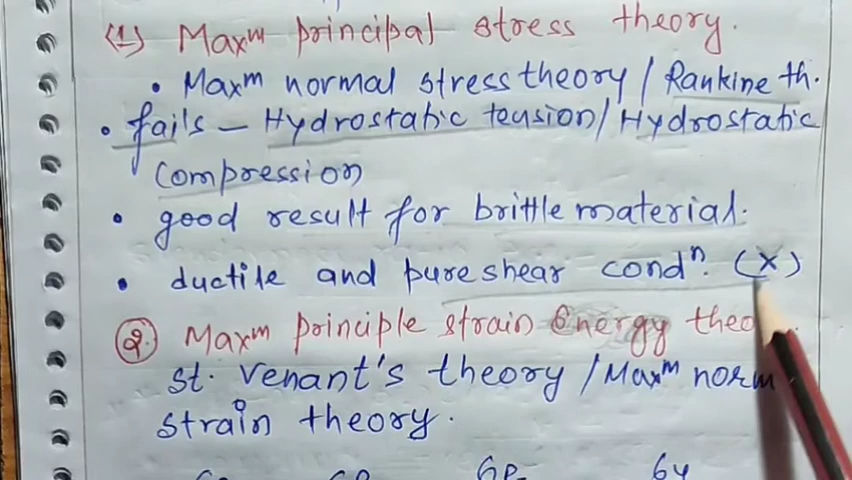 (1) Maxᵐ principal stress theory.
• Maxᵐ normal stress theory / Rankine th.
• fails – Hydrostatic tension / Hydrostatic
compression
• good result for brittle material.
• ductile and pure shear condⁿ. (X)
(2.) Maxᵐ principle strain Energy
st. Venant's theory / Maxᵐ norm
strain theory.